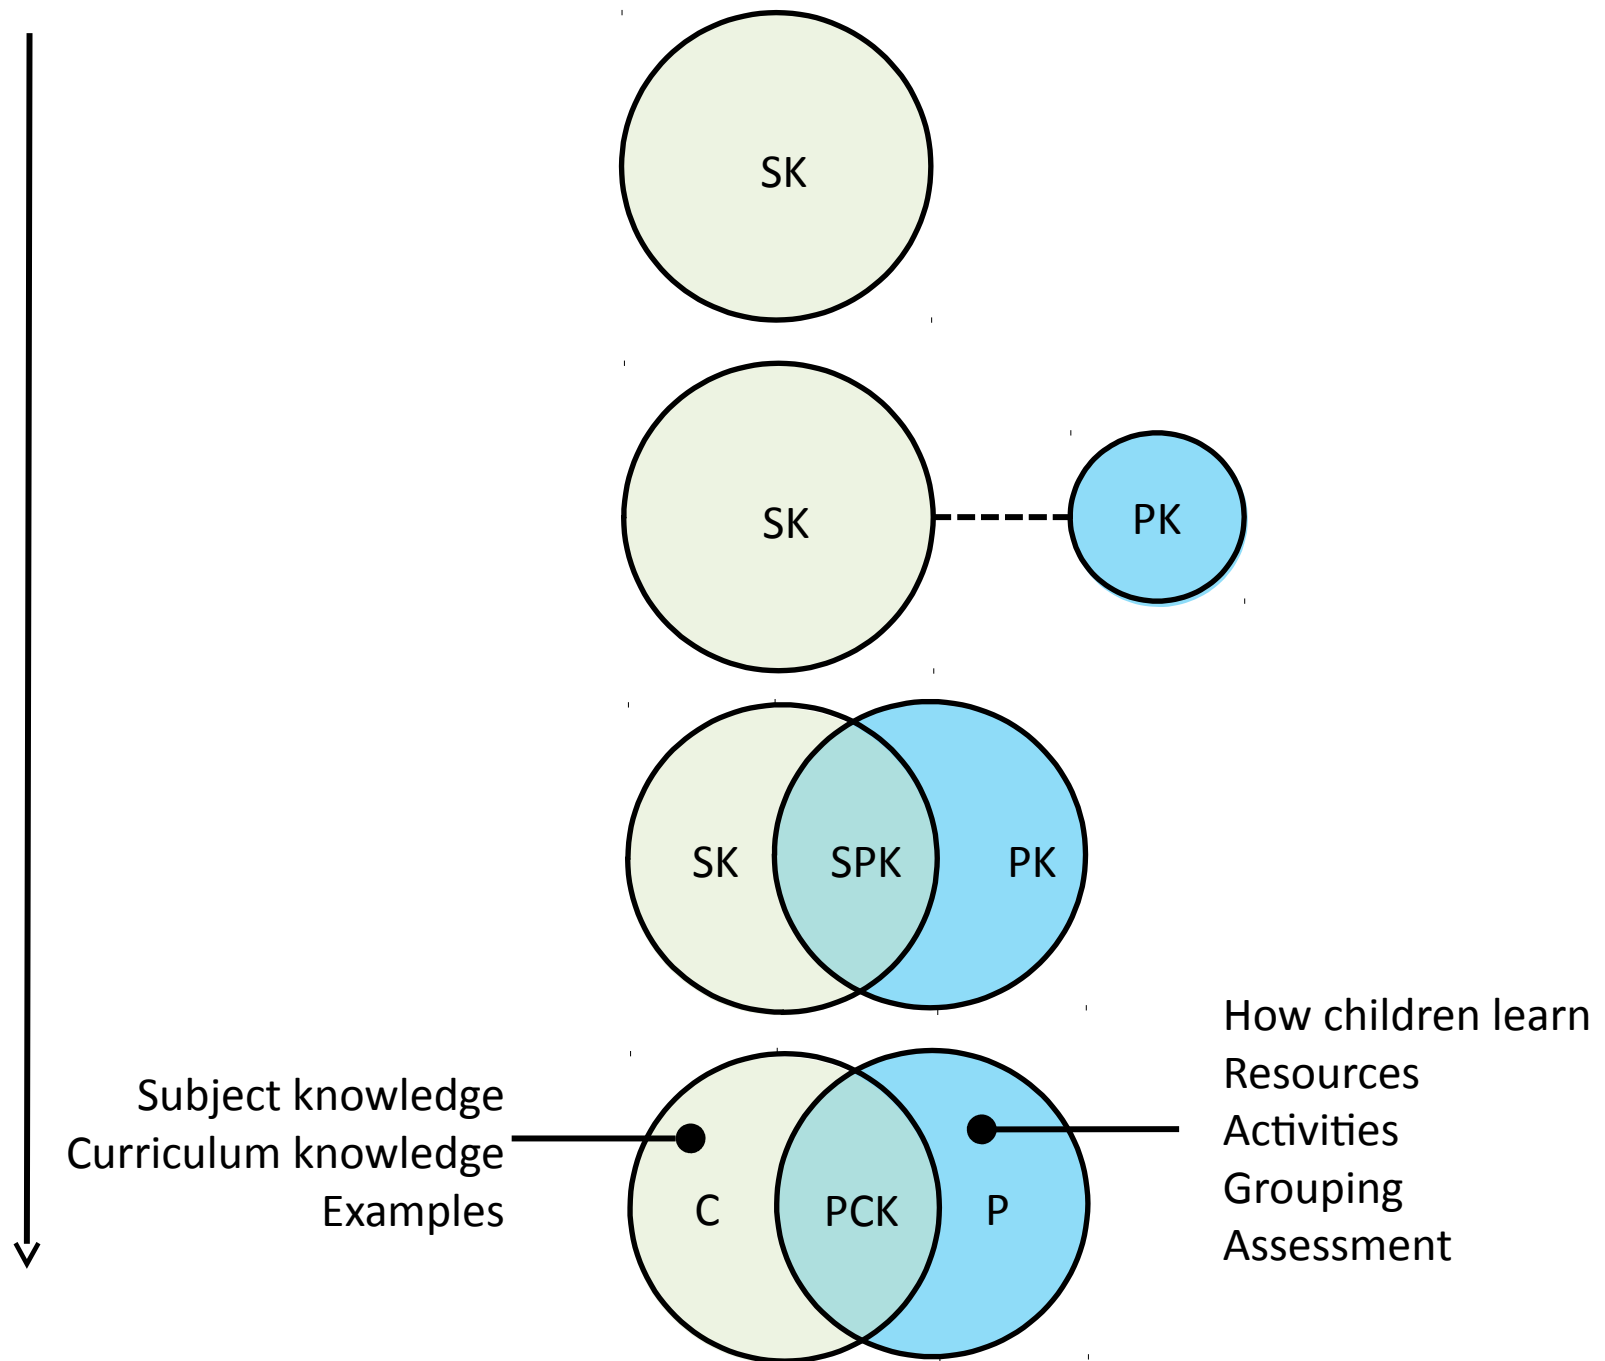 SK
SK
PK
SK
SPK
PK
Subject knowledge
Curriculum knowledge
Examples
C
PCK
P
How children learn
Resources
Activities
Grouping
Assessment